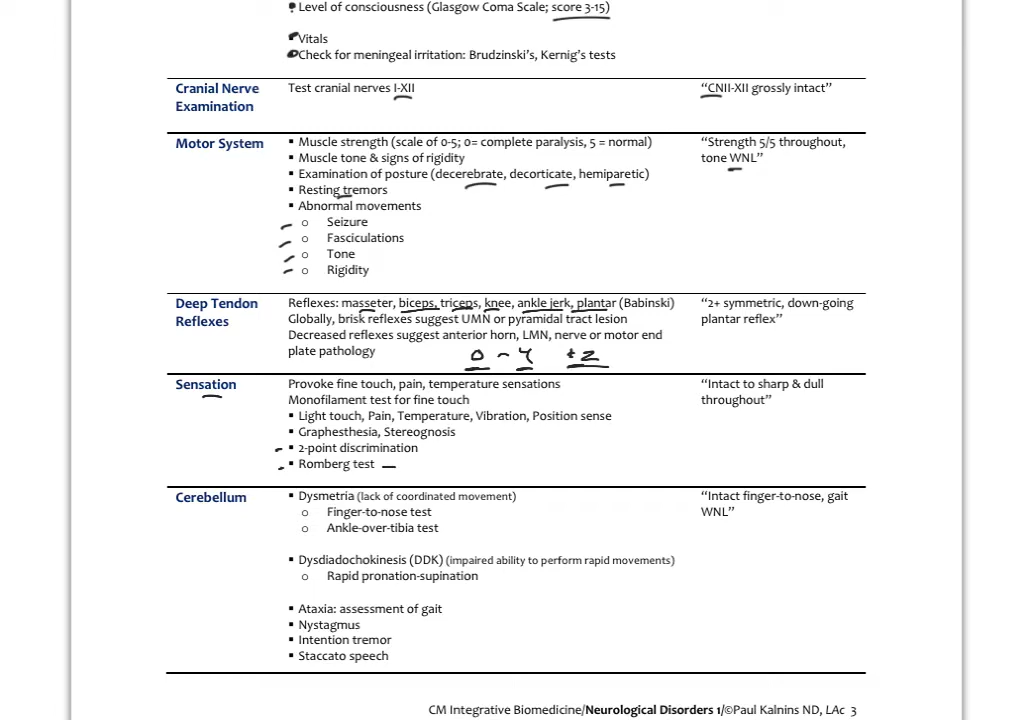 Level of consciousness (Glasgow Coma Scale; score 3-15)
Vitals
Check for meningeal irritation: Brudzinski's, Kernig's tests
Cranial Nerve Examination
Test cranial nerves I-XII
"CNII-XII grossly intact"
Motor System
▪ Muscle strength (scale of 0-5; 0= complete paralysis, 5 = normal)
▪ Muscle tone & signs of rigidity
▪ Examination of posture (decerebrate, decorticate, hemiparetic)
▪ Resting tremors
▪ Abnormal movements
o Seizure
o Fasciculations
o Tone
o Rigidity
"Strength 5/5 throughout,
tone WNL"
Deep Tendon
Reflexes
Reflexes: masseter, biceps, triceps, knee, ankle jerk, plantar (Babinski)
Globally, brisk reflexes suggest UMN or pyramidal tract lesion
Decreased reflexes suggest anterior horn, LMN, nerve or motor end
plate pathology
0 - 4 +2
"2+ symmetric, down-going
plantar reflex"
Sensation
Provoke fine touch, pain, temperature sensations
Monofilament test for fine touch
▪ Light touch, Pain, Temperature, Vibration, Position sense
▪ Graphesthesia, Stereognosis
▪ 2-point discrimination
▪ Romberg test
"Intact to sharp & dull
throughout"
Cerebellum
▪ Dysmetria (lack of coordinated movement)
o Finger-to-nose test
o Ankle-over-tibia test
▪ Dysdiadochokinesis (DDK) (impaired ability to perform rapid movements)
o Rapid pronation-supination
▪ Ataxia: assessment of gait
▪ Nystagmus
▪ Intention tremor
▪ Staccato speech
"Intact finger-to-nose, gait
WNL"
CM Integrative Biomedicine/Neurological Disorders 1/©Paul Kalnins ND, LAc 3